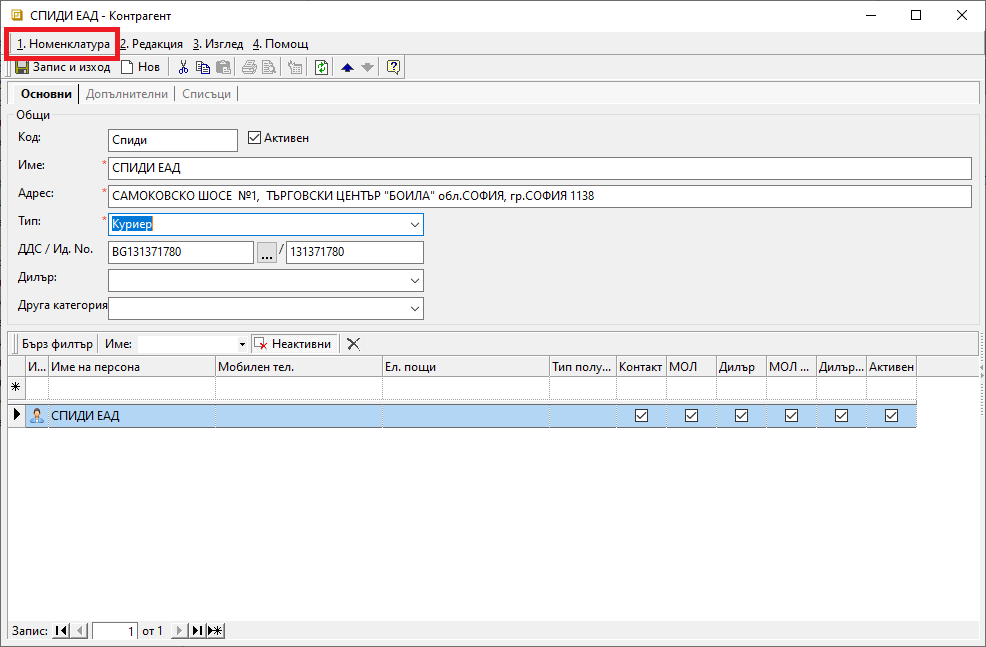 СПИДИ ЕАД - Контрагент
1. Номенклатура 2. Редакция 3. Изглед 4. Помощ
Запис и изход Нов
Основни Допълнителни Списъци
Общи
Код: Спиди Активен
Име: * СПИДИ ЕАД
Адрес: * САМОКОВСКО ШОСЕ №1, ТЪРГОВСКИ ЦЕНТЪР "БОИЛА" обл.СОФИЯ, гр.СОФИЯ 1138
Тип: * Куриер
ДДС / Ид. No. BG131371780 ... / 131371780
Дилър:
Друга категория
Бърз филтър Име: Неактивни
И... Име на персона Мобилен тел. Ел. пощи Тип полу... Контакт МОЛ Дилър МОЛ ... Дилър... Активен
СПИДИ ЕАД
Запис: 1 от 1